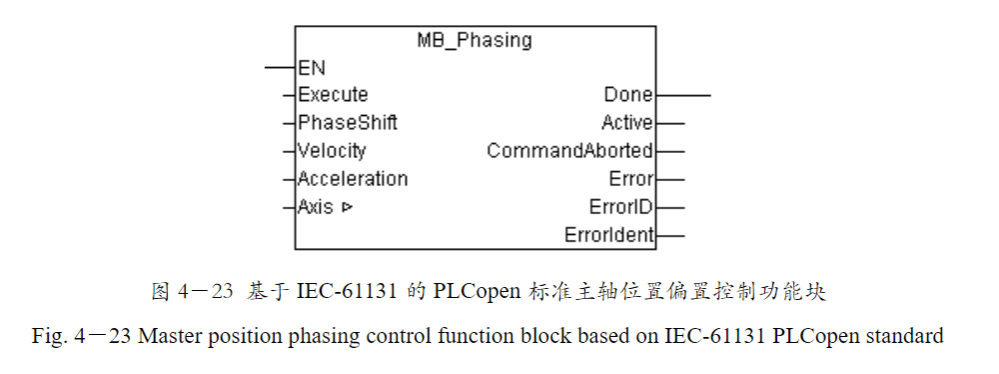 MB_Phasing
EN
Execute Done
PhaseShift Active
Velocity CommandAborted
Acceleration Error
Axis ErrorID
ErrorIdent
图 4－23 基于 IEC-61131 的 PLCopen 标准主轴位置偏置控制功能块
Fig. 4－23 Master position phasing control function block based on IEC-61131 PLCopen standard